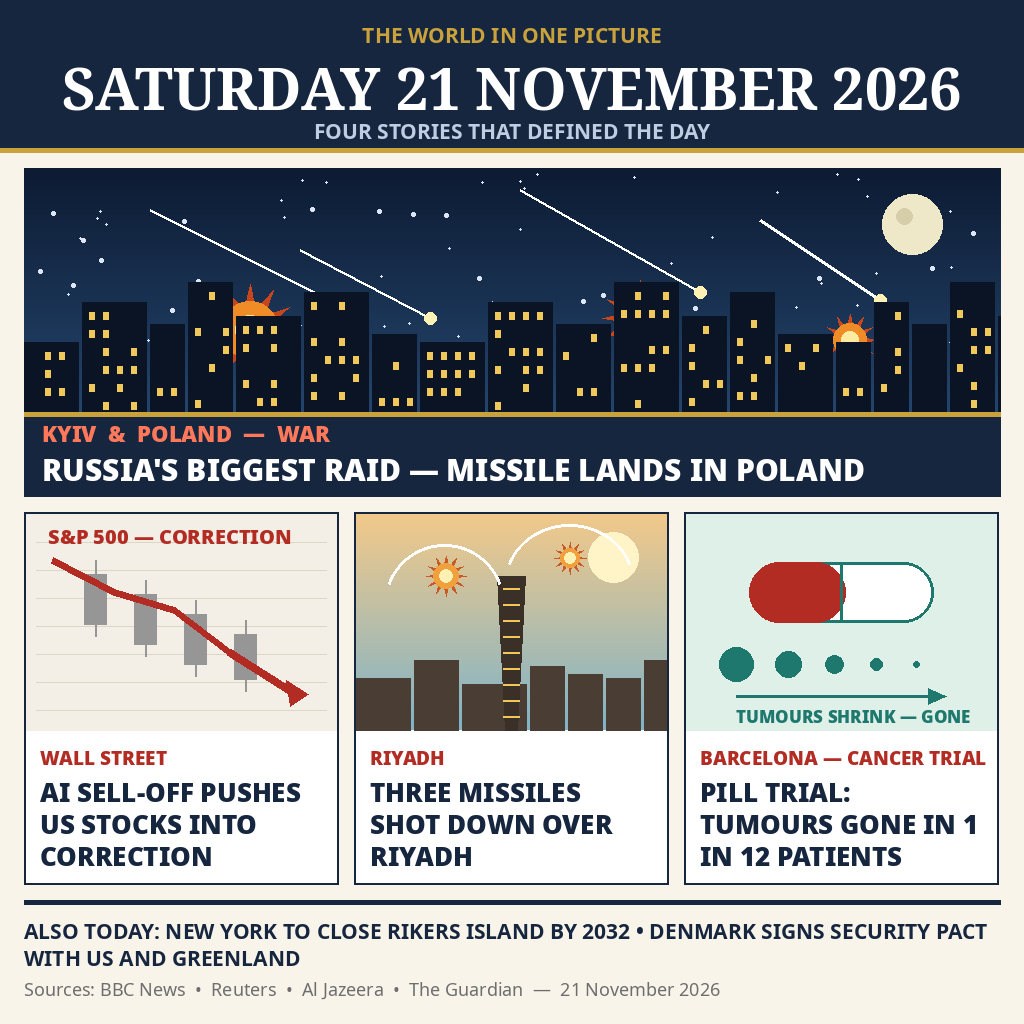 THE WORLD IN ONE PICTURE
SATURDAY 21 NOVEMBER 2026
FOUR STORIES THAT DEFINED THE DAY
KYIV & POLAND — WAR
RUSSIA'S BIGGEST RAID — MISSILE LANDS IN POLAND
S&P 500 — CORRECTION
WALL STREET
AI SELL-OFF PUSHES
US STOCKS INTO
CORRECTION
RIYADH
THREE MISSILES
SHOT DOWN OVER
RIYADH
TUMOURS SHRINK — GONE
BARCELONA — CANCER TRIAL
PILL TRIAL:
TUMOURS GONE IN 1
IN 12 PATIENTS
ALSO TODAY: NEW YORK TO CLOSE RIKERS ISLAND BY 2032 • DENMARK SIGNS SECURITY PACT
WITH US AND GREENLAND
Sources: BBC News • Reuters • Al Jazeera • The Guardian — 21 November 2026